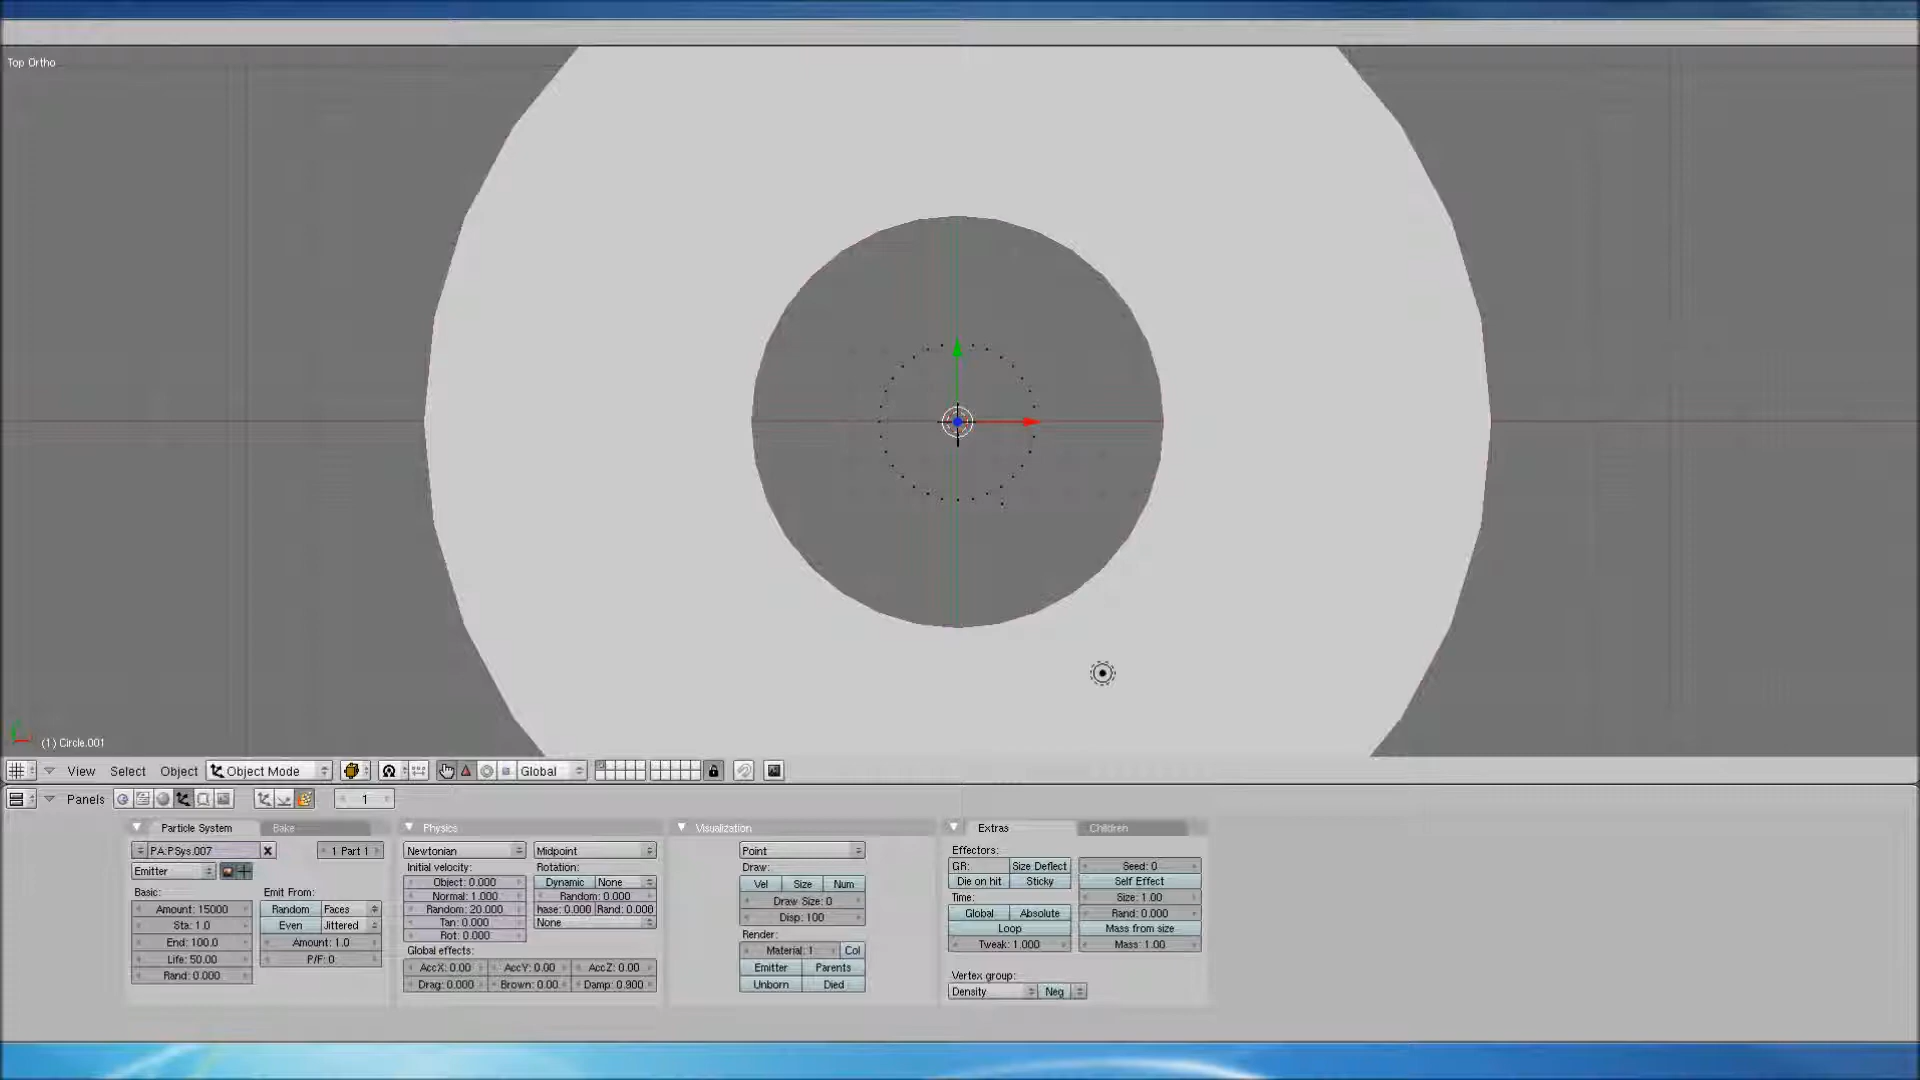 Top Ortho
(1) Circle.001
View Select Object Object Mode Global
Panels 1
Particle System Bake Physics Visualization Extras Children
PA:PSys.007 1 Part 1
Emitter
Basic: Emit From:
Amount: 15000 Random Faces
Sta: 1.0 Even Jittered
End: 100.0 Amount: 1.0
Life: 50.00 P/F: 0
Rand: 0.000
Newtonian Midpoint
Initial velocity: Rotation:
Object: 0.000 Dynamic None
Normal: 1.000 Random: 0.000
Random: 20.000 hase: 0.000 Rand: 0.000
Tan: 0.000 None
Rot: 0.000
Global effects:
AccX: 0.00 AccY: 0.00 AccZ: 0.00
Drag: 0.000 Brown: 0.00 Damp: 0.900
Point
Draw:
Vel Size Num
Draw Size: 0
Disp: 100
Render:
Material: 1 Col
Emitter Parents
Unborn Died
Effectors:
GR: Size Deflect Seed: 0
Die on hit Sticky Self Effect
Time: Size: 1.00
Global Absolute Rand: 0.000
Loop Mass from size
Tweak: 1.000 Mass: 1.00
Vertex group:
Density Neg